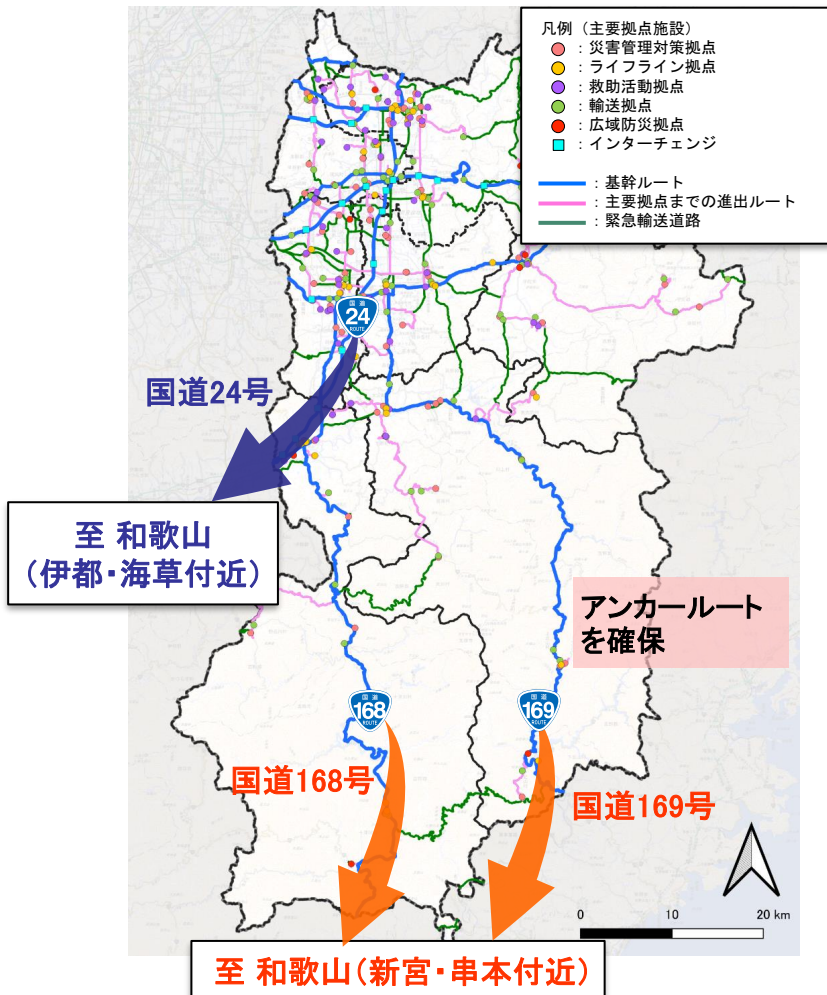 凡例（主要拠点施設）
：災害管理対策拠点
：ライフライン拠点
：救助活動拠点
：輸送拠点
：広域防災拠点
：インターチェンジ
：基幹ルート
：主要拠点までの進出ルート
：緊急輸送道路
国道
24
ROUTE
国道24号
至 和歌山
（伊都・海草付近）
アンカールート
を確保
国道
168
ROUTE
国道
169
ROUTE
国道168号
国道169号
0 10 20 km
至 和歌山（新宮・串本付近）